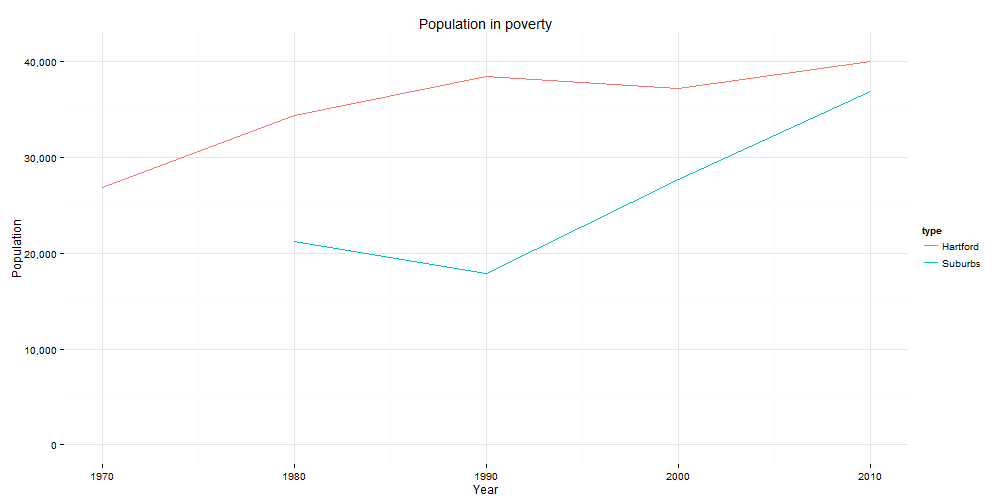 Population in poverty
40,000
30,000
20,000
10,000
0
Population
1970
1980
1990
2000
2010
Year
type
Hartford
Suburbs